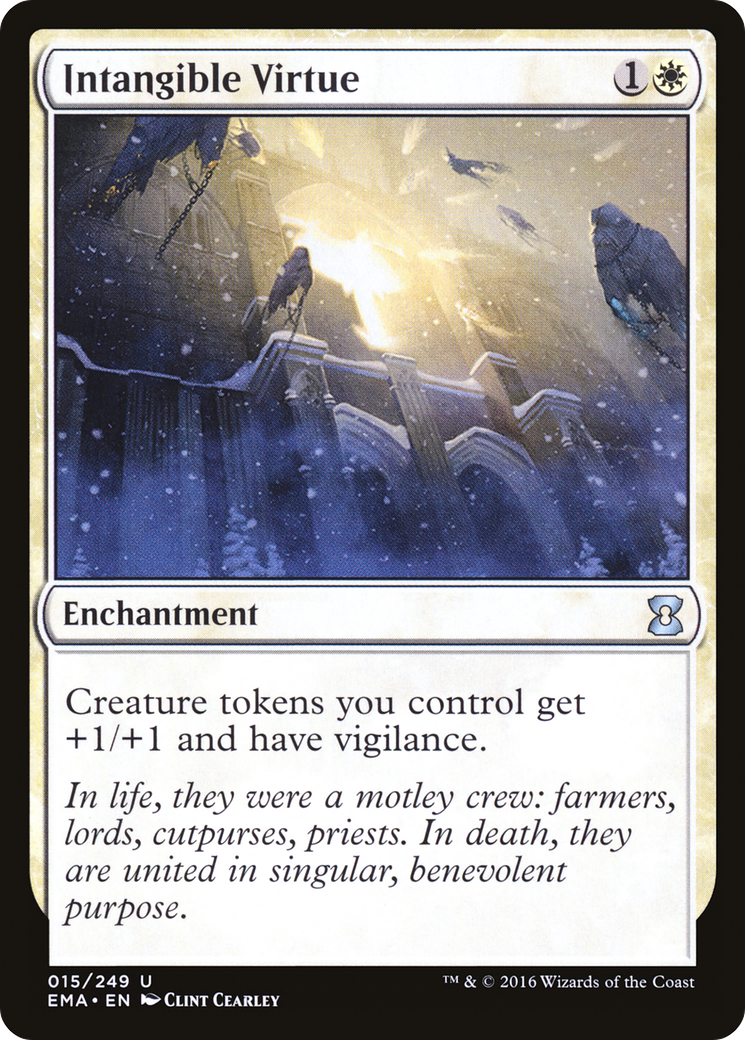 Intangible Virtue 1
Enchantment
Creature tokens you control get
+1/+1 and have vigilance.
In life, they were a motley crew: farmers,
lords, cutpurses, priests. In death, they
are united in singular, benevolent
purpose.
015/249 U
EMA • EN Clint Cearley
™ & © 2016 Wizards of the Coast